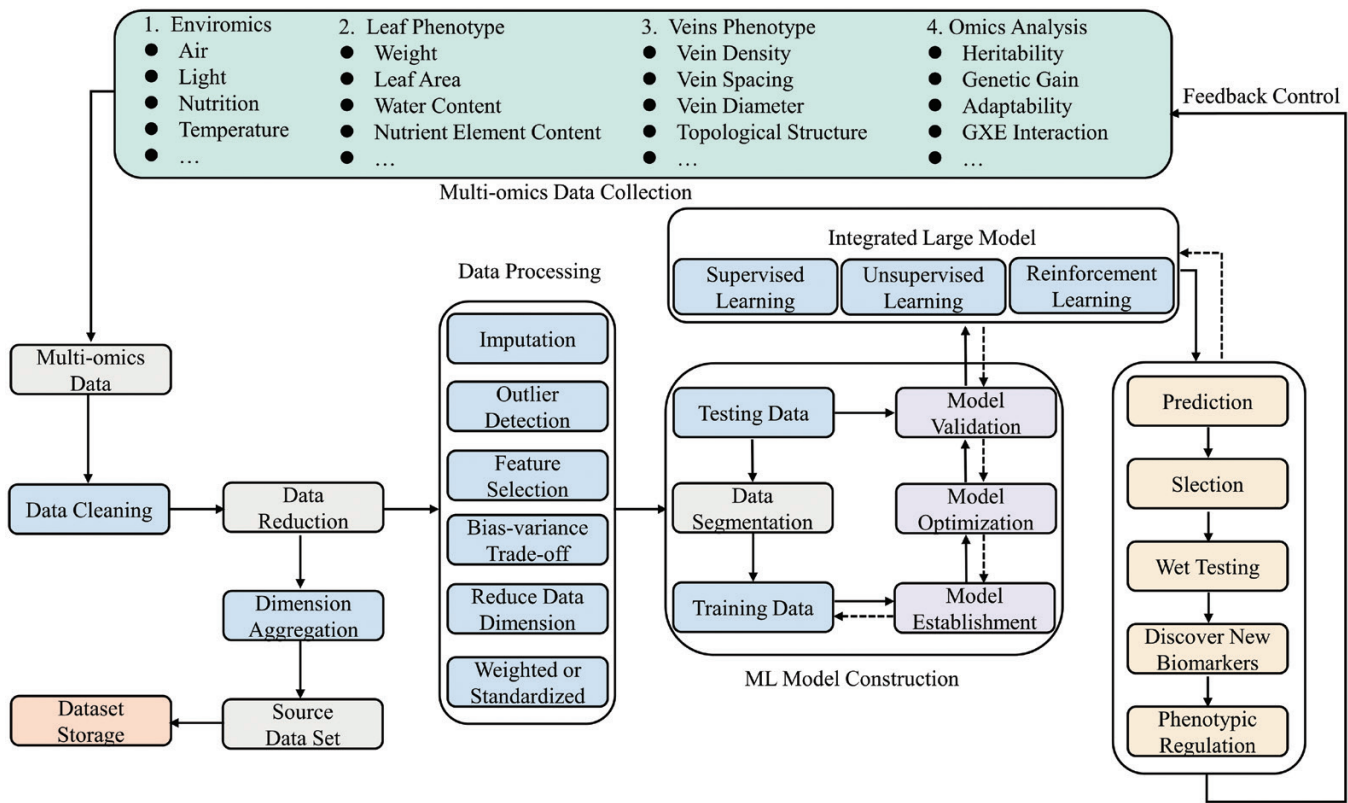 1. Enviromics
Air
Light
Nutrition
Temperature
…
2. Leaf Phenotype
Weight
Leaf Area
Water Content
Nutrient Element Content
…
3. Veins Phenotype
Vein Density
Vein Spacing
Vein Diameter
Topological Structure
…
4. Omics Analysis
Heritability
Genetic Gain
Adaptability
GXE Interaction
…
Feedback Control
Multi-omics Data Collection
Multi-omics
Data
Data Cleaning
Data
Reduction
Dimension
Aggregation
Source
Data Set
Dataset
Storage
Data Processing
Imputation
Outlier
Detection
Feature
Selection
Bias-variance
Trade-off
Reduce Data
Dimension
Weighted or
Standardized
Integrated Large Model
Supervised
Learning
Unsupervised
Learning
Reinforcement
Learning
Testing Data
Data
Segmentation
Training Data
Model
Validation
Model
Optimization
Model
Establishment
ML Model Construction
Prediction
Slection
Wet Testing
Discover New
Biomarkers
Phenotypic
Regulation